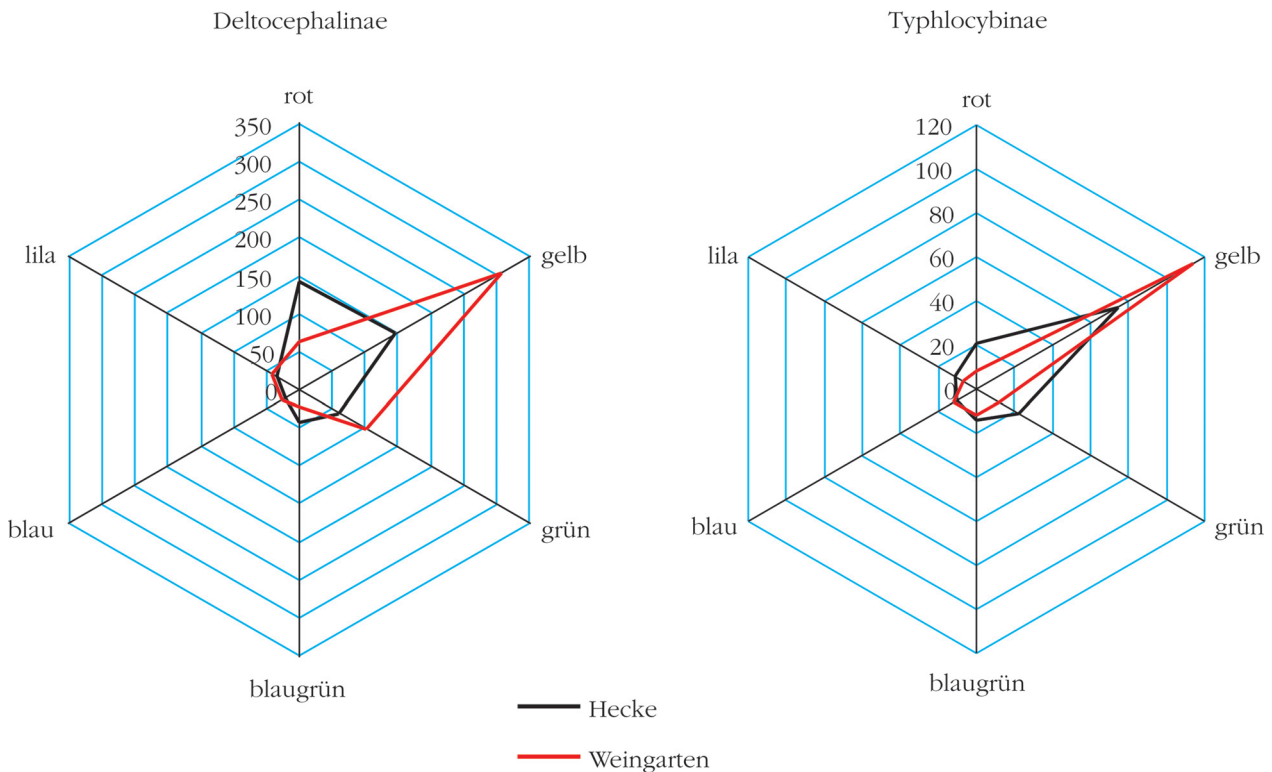 Deltocephalinae
rot
350
300
250
200
150
100
50
0
lila
gelb
blau
grün
blaugrün
Typhlocybinae
rot
120
100
80
60
40
20
0
lila
gelb
blau
grün
blaugrün
Hecke
Weingarten